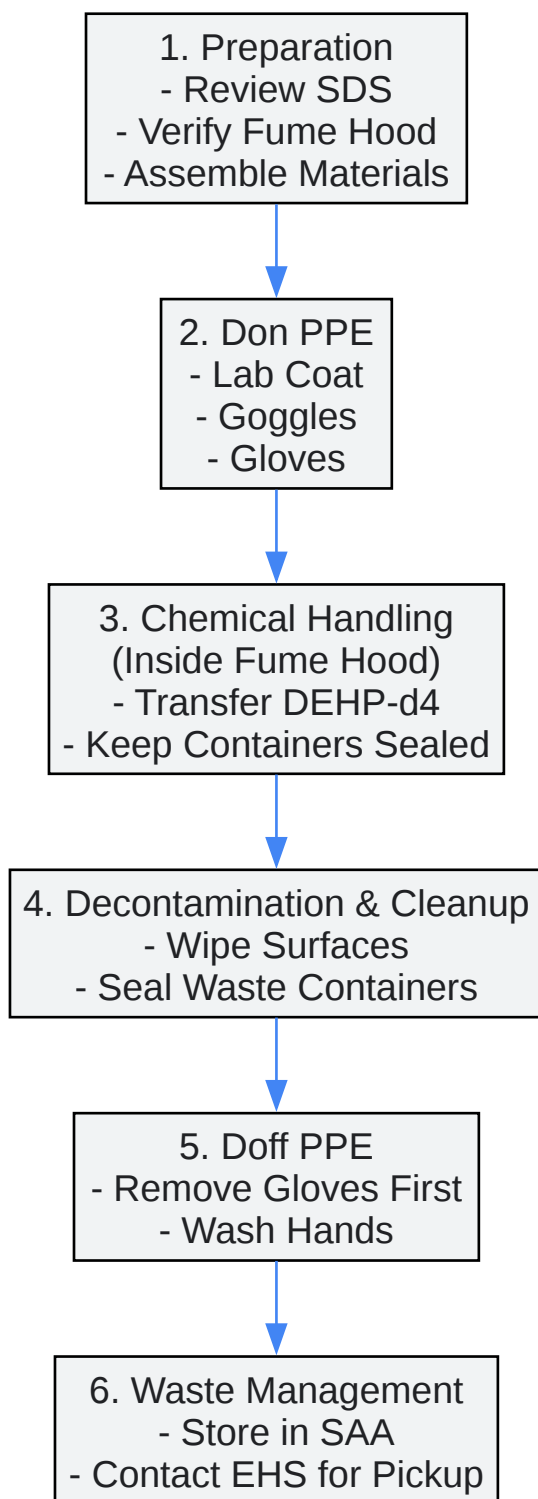 1. Preparation
- Review SDS
- Verify Fume Hood
- Assemble Materials
2. Don PPE
- Lab Coat
- Goggles
- Gloves
3. Chemical Handling
(Inside Fume Hood)
- Transfer DEHP-d4
- Keep Containers Sealed
4. Decontamination & Cleanup
- Wipe Surfaces
- Seal Waste Containers
5. Doff PPE
- Remove Gloves First
- Wash Hands
6. Waste Management
- Store in SAA
- Contact EHS for Pickup